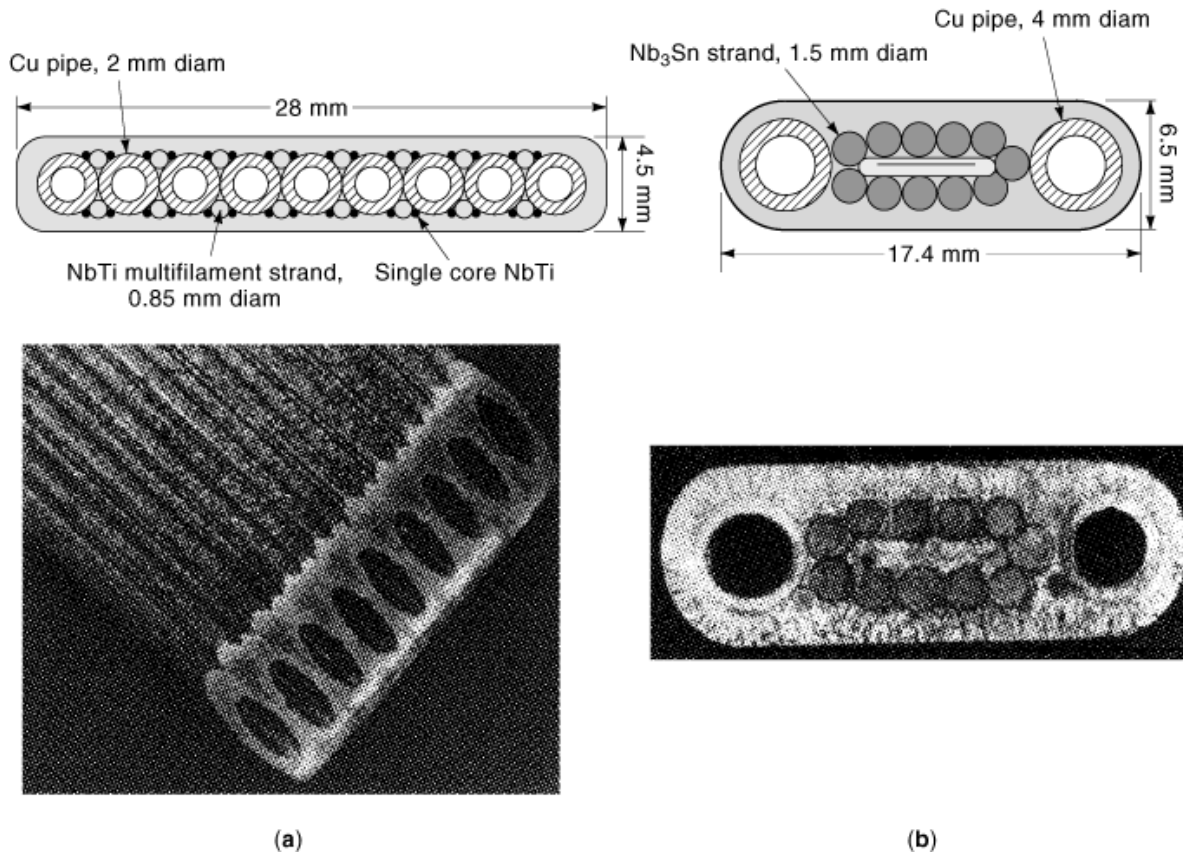 Cu pipe, 2 mm diam
28 mm
4.5 mm
NbTi multifilament strand,
0.85 mm diam
Single core NbTi
Cu pipe, 4 mm diam
Nb₃Sn strand, 1.5 mm diam
6.5 mm
17.4 mm
(a)
(b)